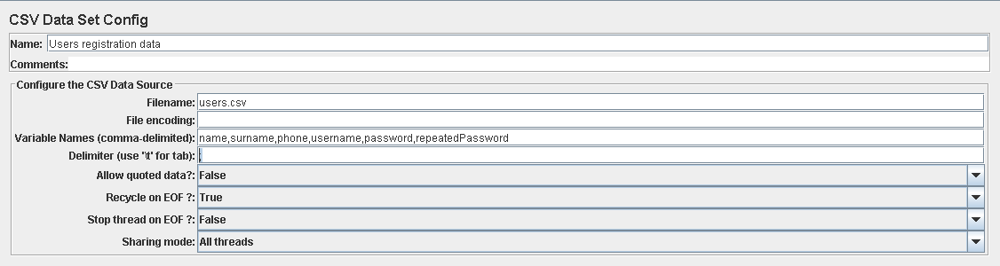 CSV Data Set Config
Name: Users registration data
Comments:
Configure the CSV Data Source
Filename: users.csv
File encoding:
Variable Names (comma-delimited): name,surname,phone,username,password,repeatedPassword
Delimiter (use '\t' for tab): ;
Allow quoted data?: False
Recycle on EOF ?: True
Stop thread on EOF ?: False
Sharing mode: All threads